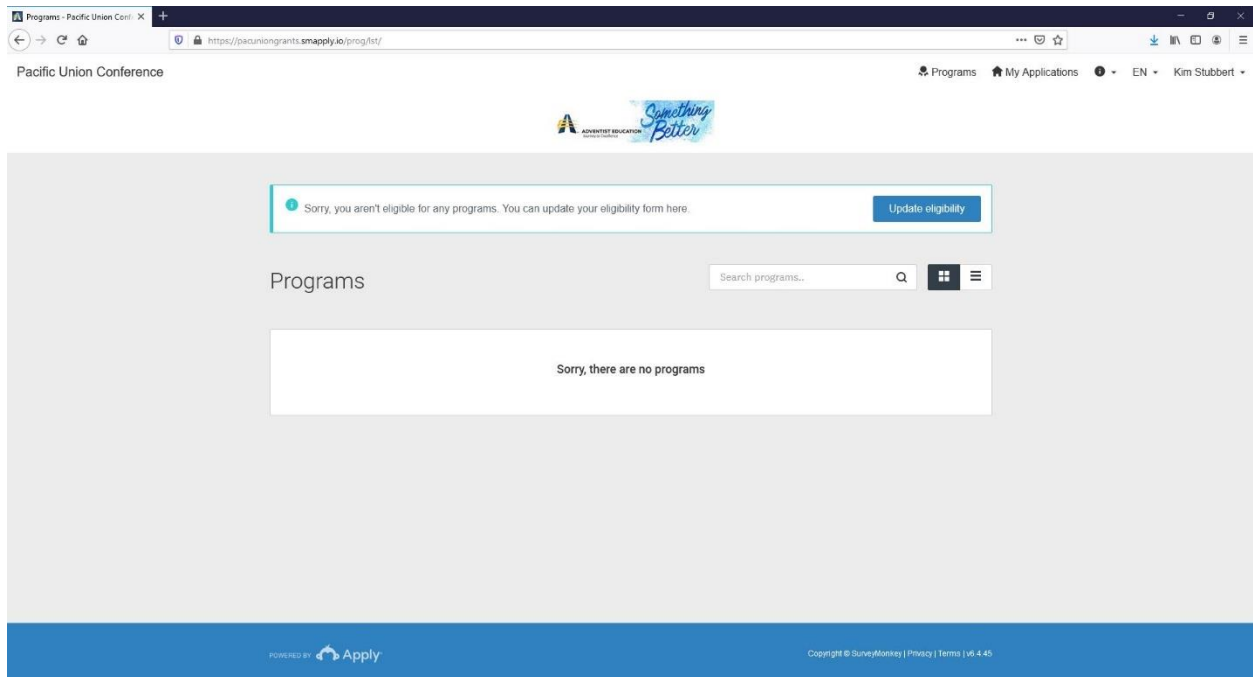 Programs - Pacific Union Conf
https://pacuniongrants.smapply.io/prog/lst/
Pacific Union Conference
Programs My Applications EN Kim Stubbert
ADVENTIST EDUCATION Something Better
Sorry, you aren't eligible for any programs. You can update your eligibility form here. Update eligibility
Programs Search programs...
Sorry, there are no programs
POWERED BY Apply Copyright © SurveyMonkey | Privacy | Terms | v6.4.45